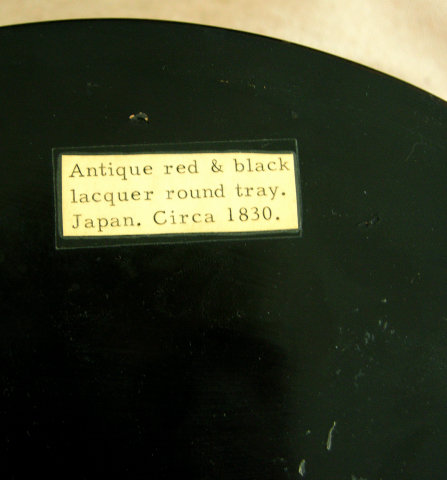 Antique red & black
lacquer round tray.
Japan. Circa 1830.